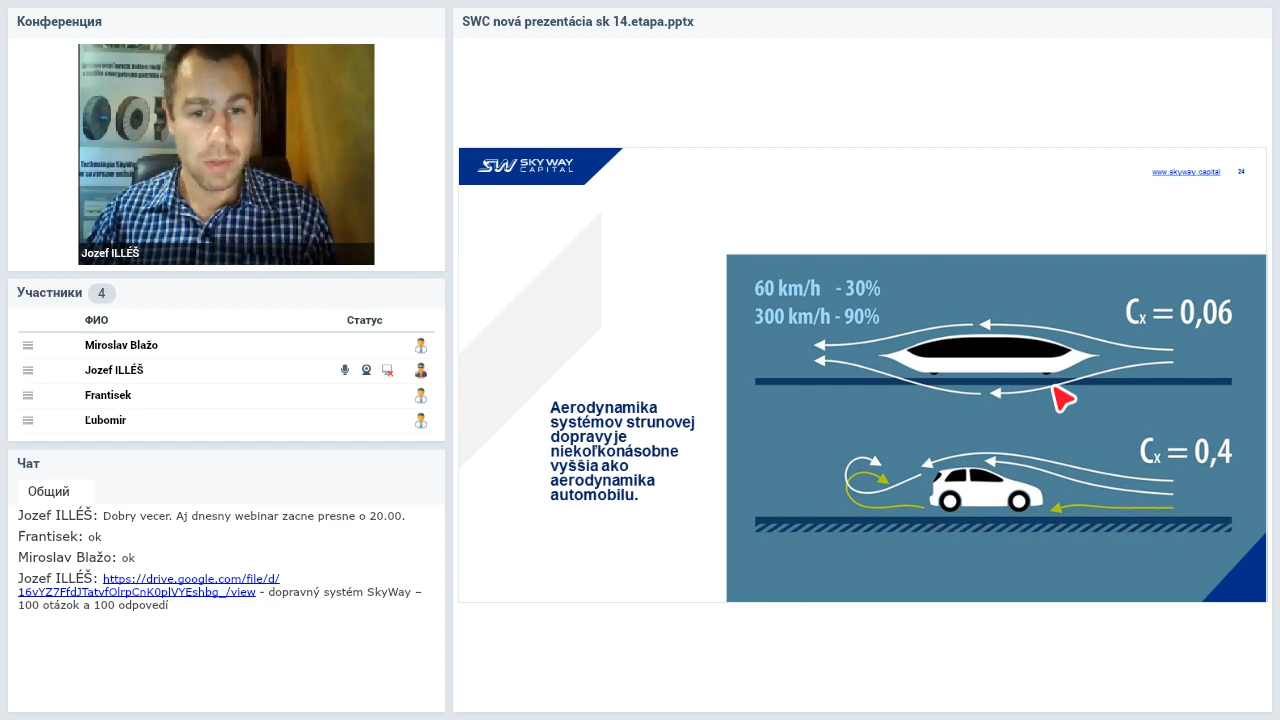 Конференция
Jozef ILLÉŠ
Участники 4
ФИО Статус
Miroslav Blažo
Jozef ILLÉŠ
Frantisek
Ľubomir
Чат
Общий
Jozef ILLÉŠ: Dobry vecer. Aj dnesny webinar zacne presne o 20.00.
Frantisek: ok
Miroslav Blažo: ok
Jozef ILLÉŠ: https://drive.google.com/file/d/
16vYZ7FfdJTatvfOlrpCnK0plVYEshbg_/view - dopravný systém SkyWay –
100 otázok a 100 odpovedí
SWC nová prezentácia sk 14.etapa.pptx
SW SKY WAY
CAPITAL
www.skyway.capital 24
60 km/h - 30%
300 km/h - 90%
Cx = 0,06
Aerodynamika
systémov strunovej
dopravy je
niekoľkonásobne
vyššia ako
aerodynamika
automobilu.
Cx = 0,4